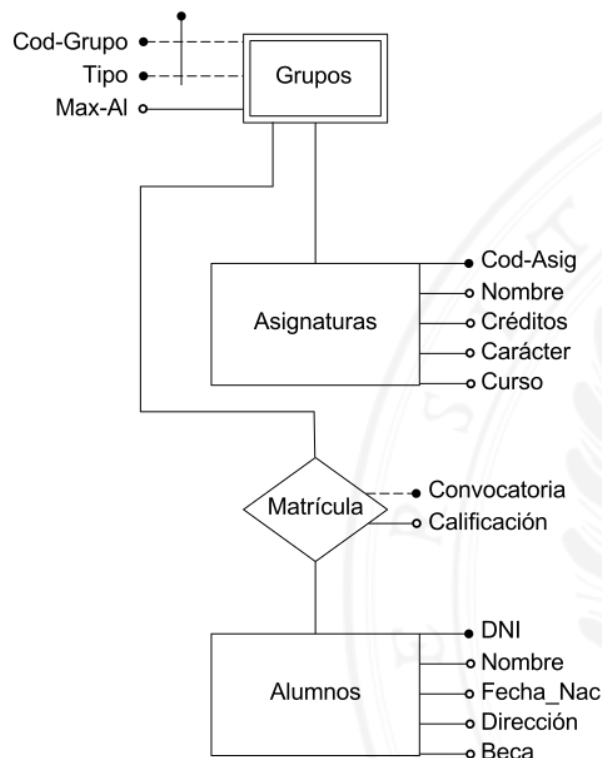 Cod-Grupo
Tipo
Max-Al
Grupos
Cod-Asig
Nombre
Créditos
Carácter
Curso
Asignaturas
Matrícula
Convocatoria
Calificación
DNI
Nombre
Fecha_Nac
Dirección
Beca
Alumnos